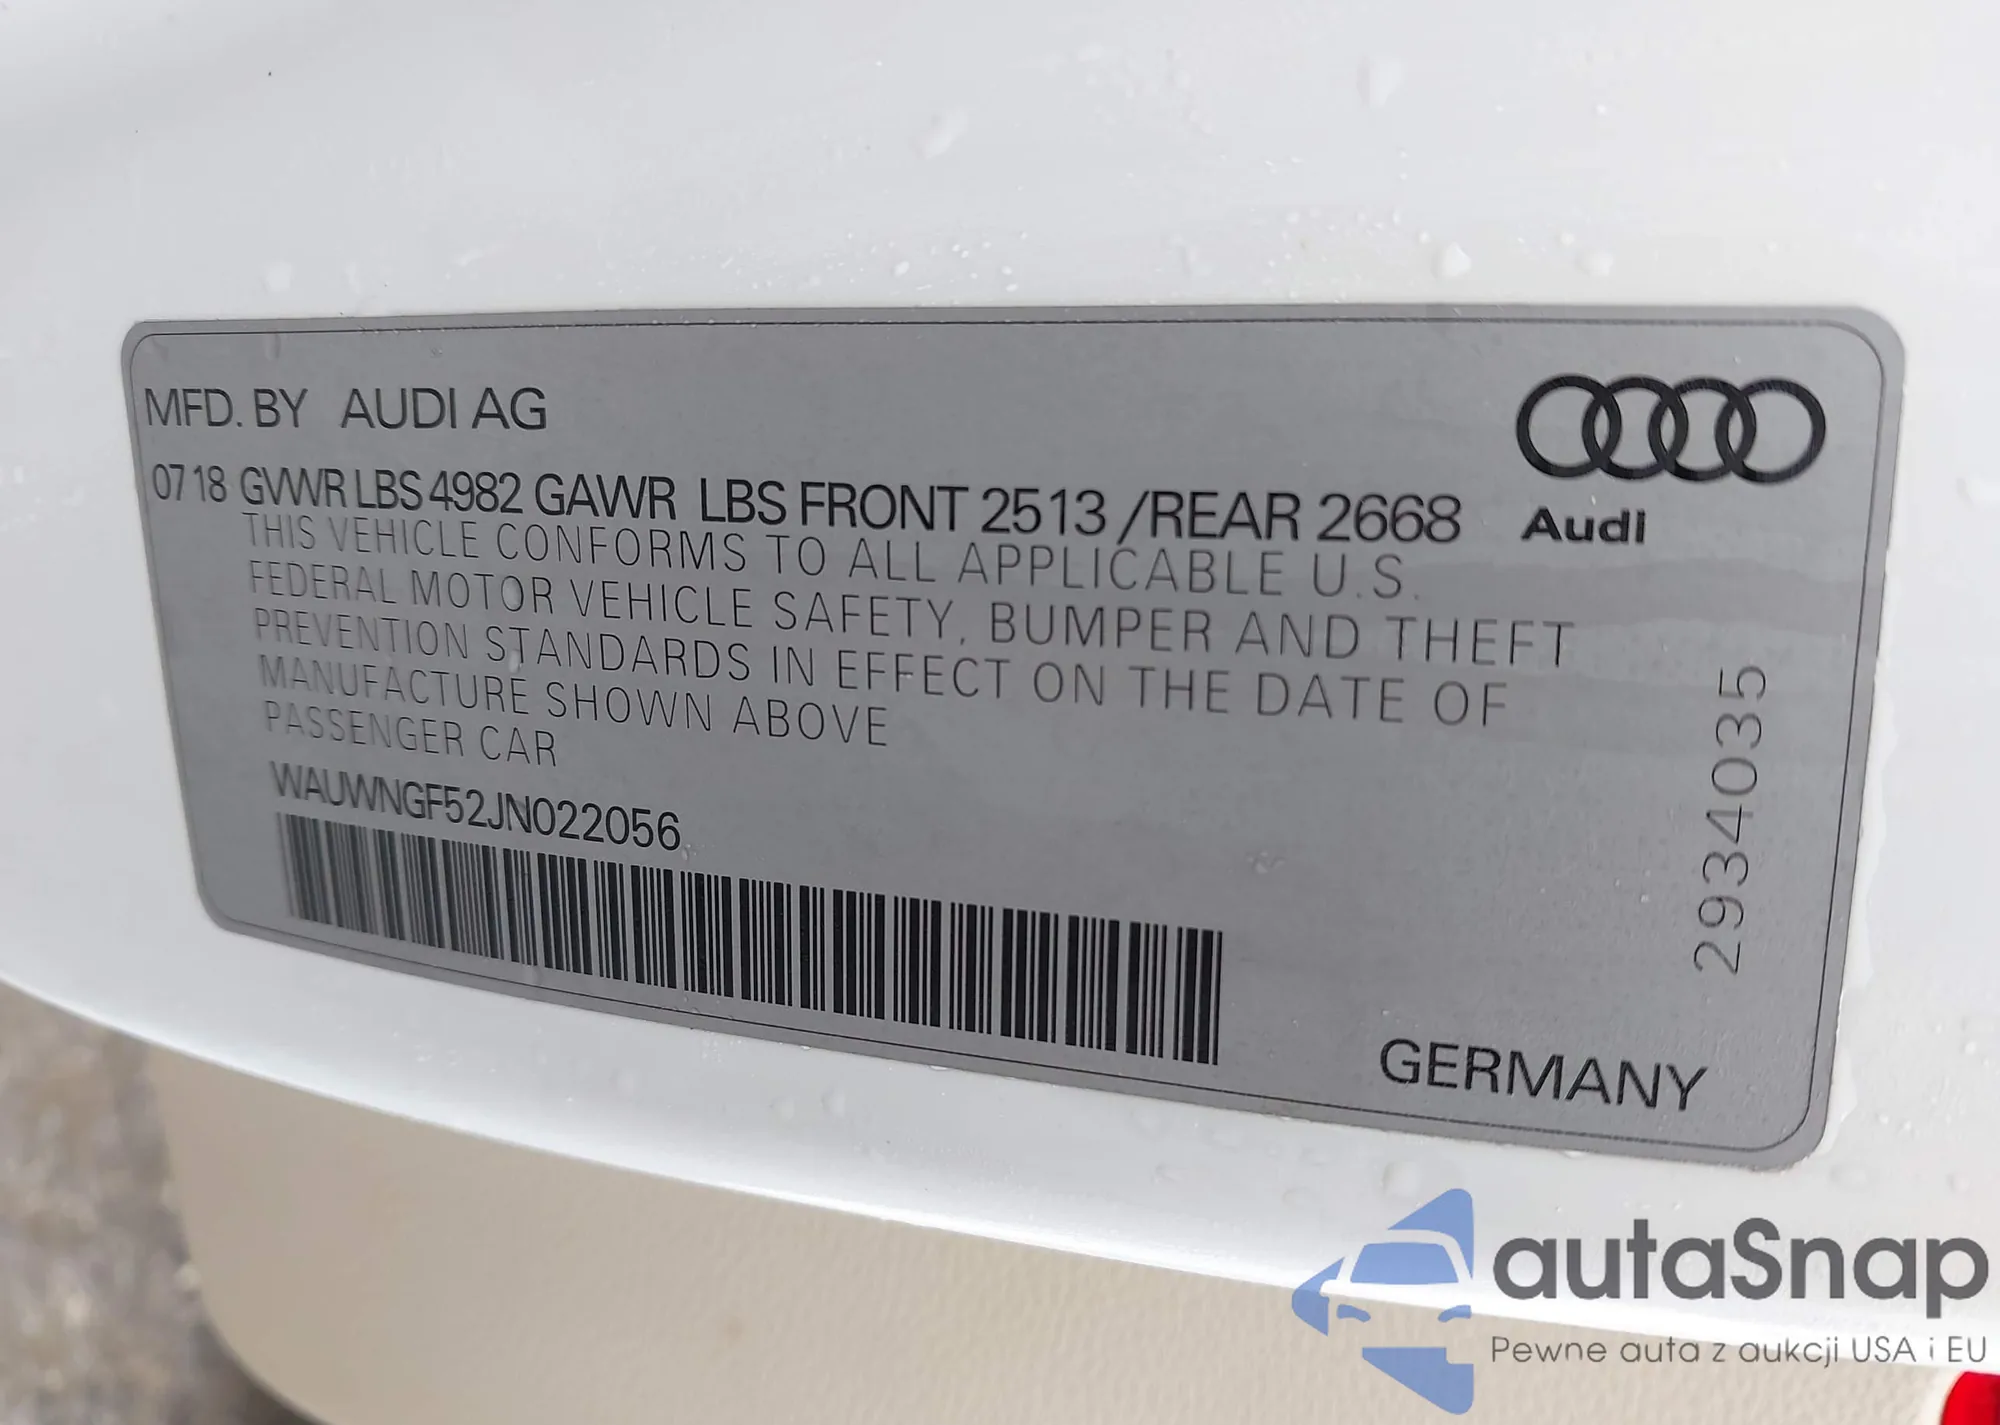 MFD. BY AUDI AG
0718 GVWR LBS 4982 GAWR LBS FRONT 2513 /REAR 2668
Audi
THIS VEHICLE CONFORMS TO ALL APPLICABLE U.S.
FEDERAL MOTOR VEHICLE SAFETY, BUMPER AND THEFT
PREVENTION STANDARDS IN EFFECT ON THE DATE OF
MANUFACTURE SHOWN ABOVE
PASSENGER CAR
WAUWNGF52JN022056
2934035
GERMANY
autaSnap
Pewne auta z aukcji USA i EU